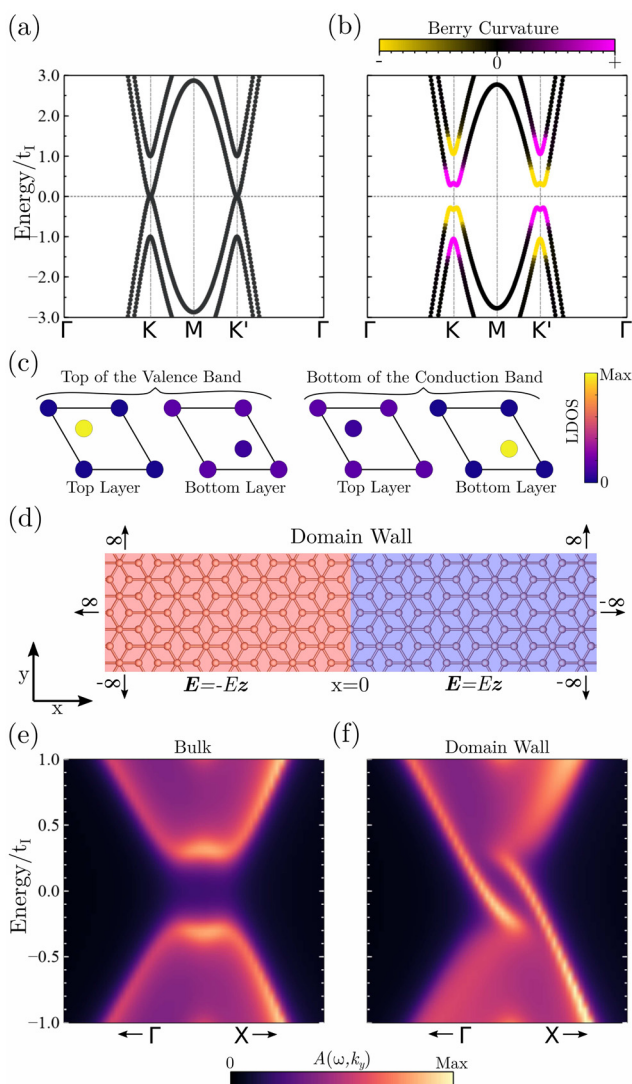 (a)
(b)
Berry Curvature
- 0 +
Energy/t_I
3.0
2.0
1.0
0.0
-1.0
-2.0
-3.0
Γ K M K' Γ
Γ K M K' Γ
(c)
Top of the Valence Band
Bottom of the Conduction Band
Top Layer
Bottom Layer
Top Layer
Bottom Layer
Max
LDOS
0
(d)
Domain Wall
∞
∞
∞
-∞
y
x
-∞
E=-Ez
x=0
E=Ez
-∞
(e)
Bulk
(f)
Domain Wall
Energy/t_I
1.0
0.5
0.0
−0.5
−1.0
← Γ X →
← Γ X →
0 A(ω,k_y) Max